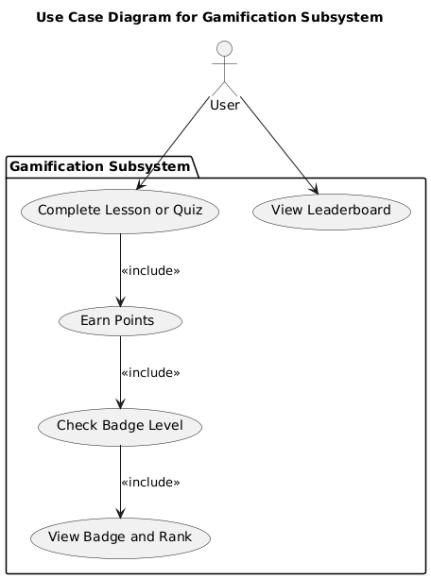 Use Case Diagram for Gamification Subsystem
User
Gamification Subsystem
Complete Lesson or Quiz
View Leaderboard
«include»
Earn Points
«include»
Check Badge Level
«include»
View Badge and Rank